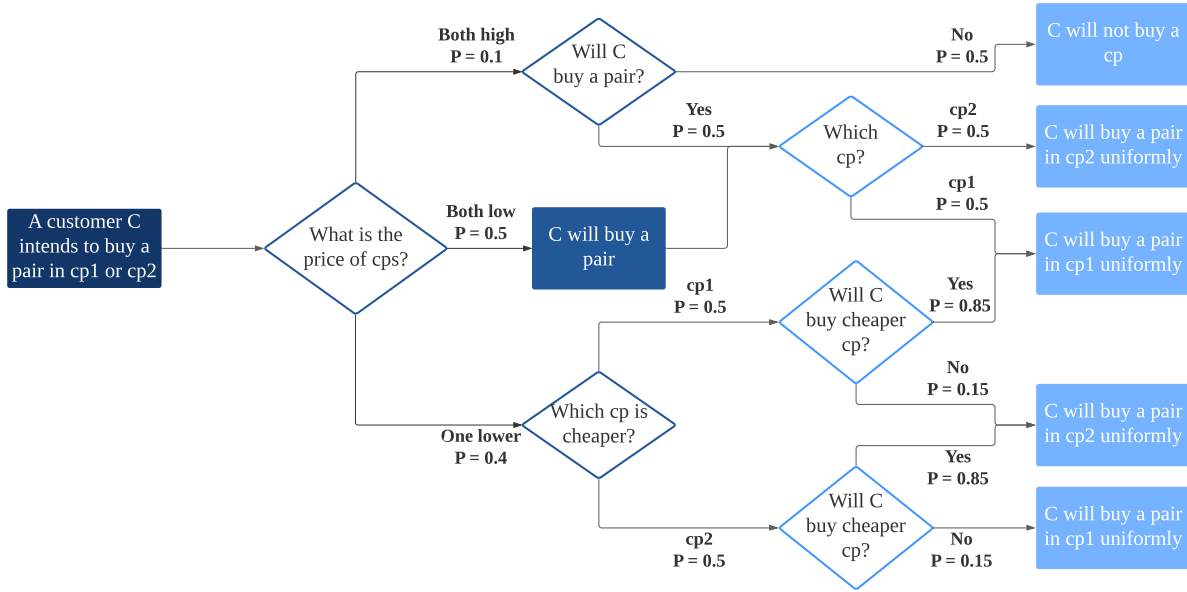 A customer C
intends to buy a
pair in cp1 or cp2
What is the
price of cps?
Both high
P = 0.1
Will C
buy a pair?
No
P = 0.5
C will not buy a
cp
Yes
P = 0.5
Which
cp?
cp2
P = 0.5
C will buy a pair
in cp2 uniformly
cp1
P = 0.5
C will buy a pair
in cp1 uniformly
Both low
P = 0.5
C will buy a
pair
One lower
P = 0.4
Which cp is
cheaper?
cp1
P = 0.5
Will C
buy cheaper
cp?
Yes
P = 0.85
No
P = 0.15
C will buy a pair
in cp2 uniformly
cp2
P = 0.5
Will C
buy cheaper
cp?
Yes
P = 0.85
No
P = 0.15
C will buy a pair
in cp1 uniformly